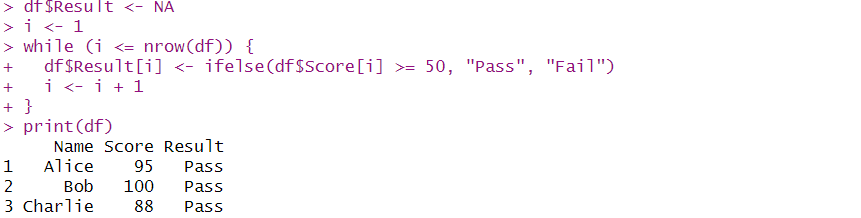 > df$Result <- NA
> i <- 1
> while (i <= nrow(df)) {
+   df$Result[i] <- ifelse(df$Score[i] >= 50, "Pass", "Fail")
+   i <- i + 1
+ }
> print(df)
     Name Score Result
1   Alice    95   Pass
2     Bob   100   Pass
3 Charlie    88   Pass